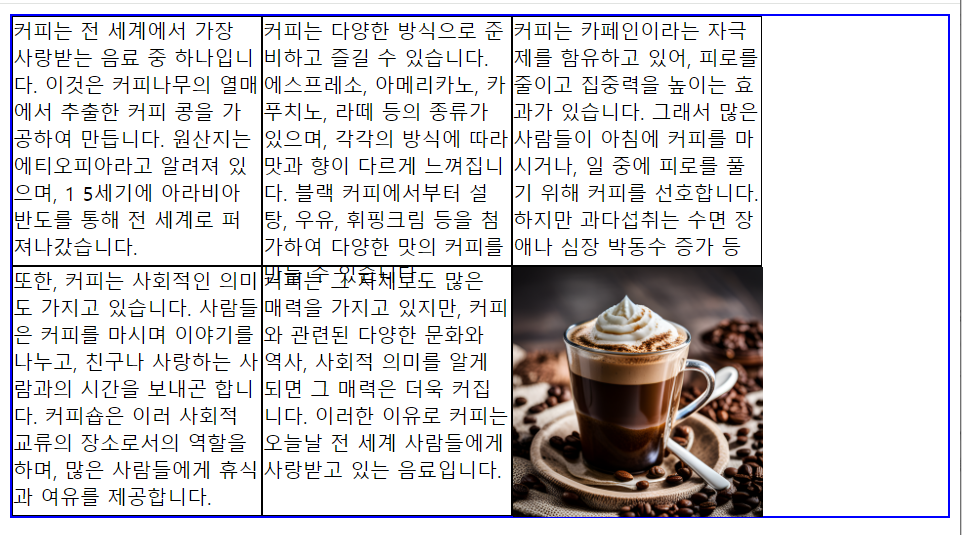 커피는 전 세계에서 가장
사랑받는 음료 중 하나입니
다. 이것은 커피나무의 열매
에서 추출한 커피 콩을 가
공하여 만듭니다. 원산지는
에티오피아라고 알려져 있
으며, 1 5세기에 아라비아
반도를 통해 전 세계로 퍼
져나갔습니다.
커피는 다양한 방식으로 준
비하고 즐길 수 있습니다.
에스프레소, 아메리카노, 카
푸치노, 라떼 등의 종류가
있으며, 각각의 방식에 따라
맛과 향이 다르게 느껴집니
다. 블랙 커피에서부터 설
탕, 우유, 휘핑크림 등을 첨
가하여 다양한 맛의 커피를
만들 수 있습니다.
커피는 카페인이라는 자극
제를 함유하고 있어, 피로를
줄이고 집중력을 높이는 효
과가 있습니다. 그래서 많은
사람들이 아침에 커피를 마
시거나, 일 중에 피로를 풀
기 위해 커피를 선호합니다.
하지만 과다섭취는 수면 장
애나 심장 박동수 증가 등
또한, 커피는 사회적인 의미
도 가지고 있습니다. 사람들
은 커피를 마시며 이야기를
나누고, 친구나 사랑하는 사
람과의 시간을 보내곤 합니
다. 커피숍은 이러 사회적
교류의 장소로서의 역할을
하며, 많은 사람들에게 휴식
과 여유를 제공합니다.
커피는 그 자체로도 많은
매력을 가지고 있지만, 커피
와 관련된 다양한 문화와
역사, 사회적 의미를 알게
되면 그 매력은 더욱 커집
니다. 이러한 이유로 커피는
오늘날 전 세계 사람들에게
사랑받고 있는 음료입니다.